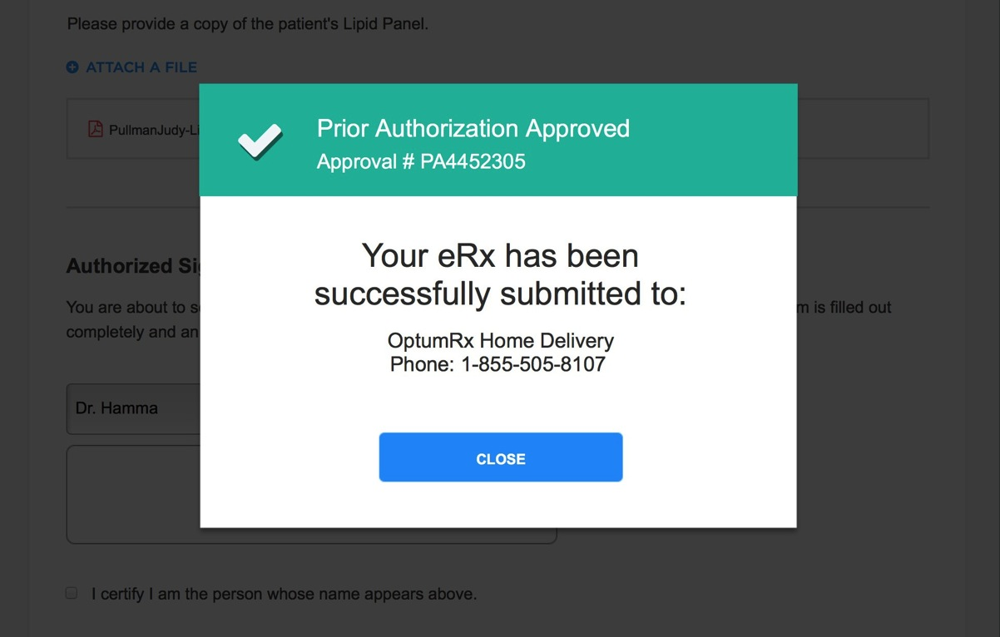 Please provide a copy of the patient's Lipid Panel.
ATTACH A FILE
PullmanJudy-Li
Prior Authorization Approved
Approval # PA4452305
Your eRx has been
successfully submitted to:
OptumRx Home Delivery
Phone: 1-855-505-8107
CLOSE
Authorized Si
You are about to s m is filled out
completely and an
Dr. Hamma
I certify I am the person whose name appears above.